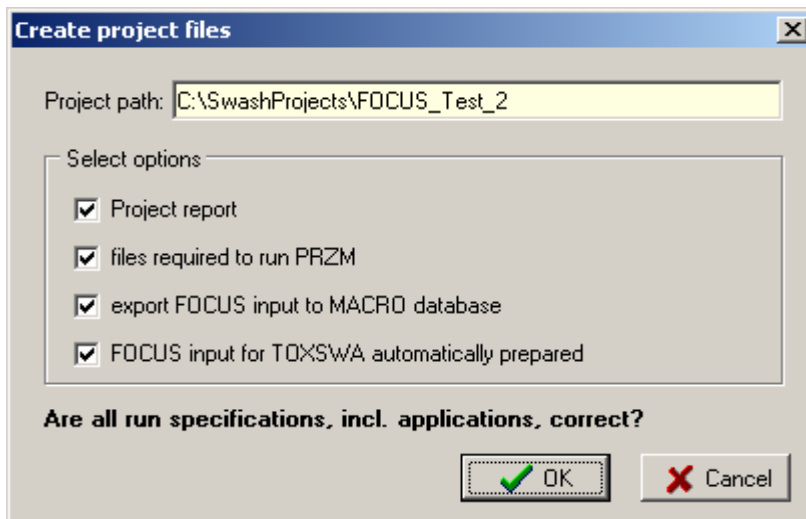 Create project files
Project path: C:\SwashProjects\FOCUS_Test_2
Select options
Project report
files required to run PRZM
export FOCUS input to MACRO database
FOCUS input for TOXSWA automatically prepared
Are all run specifications, incl. applications, correct?
OK Cancel